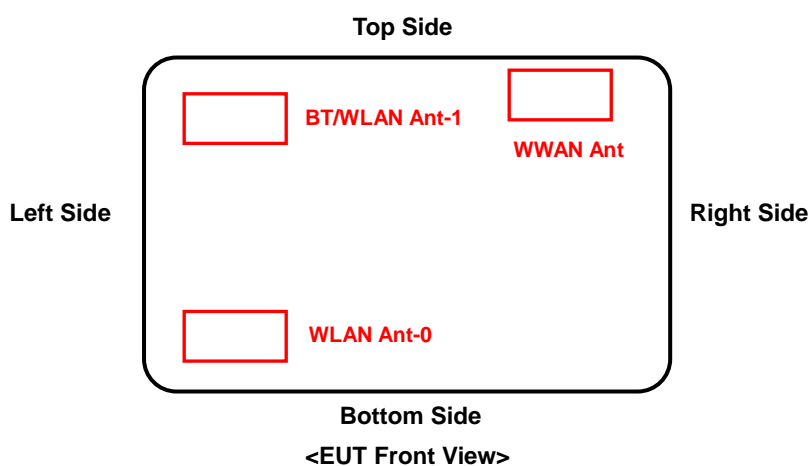 Top Side
BT/WLAN Ant-1
WWAN Ant
Left Side
Right Side
WLAN Ant-0
Bottom Side
<EUT Front View>